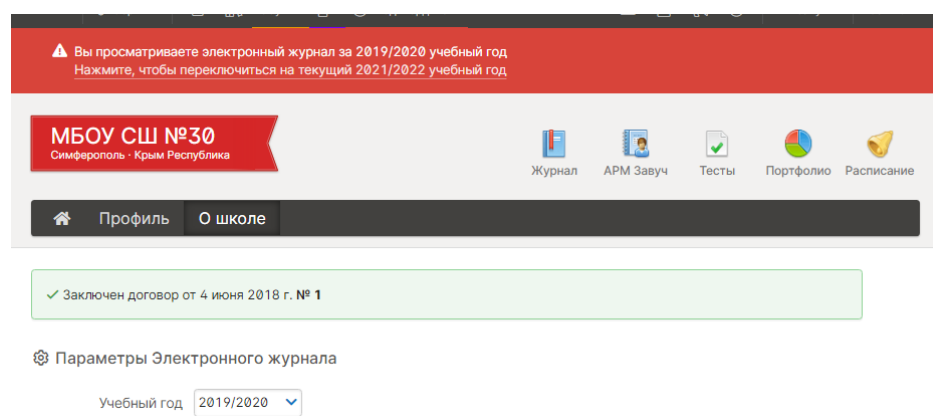 Вы просматриваете электронный журнал за 2019/2020 учебный год
Нажмите, чтобы переключиться на текущий 2021/2022 учебный год
МБОУ СШ №30
Симферополь · Крым Республика
Журнал АРМ Завуч Тесты Портфолио Расписание
Профиль О школе
Заключен договор от 4 июня 2018 г. № 1
Параметры Электронного журнала
Учебный год 2019/2020